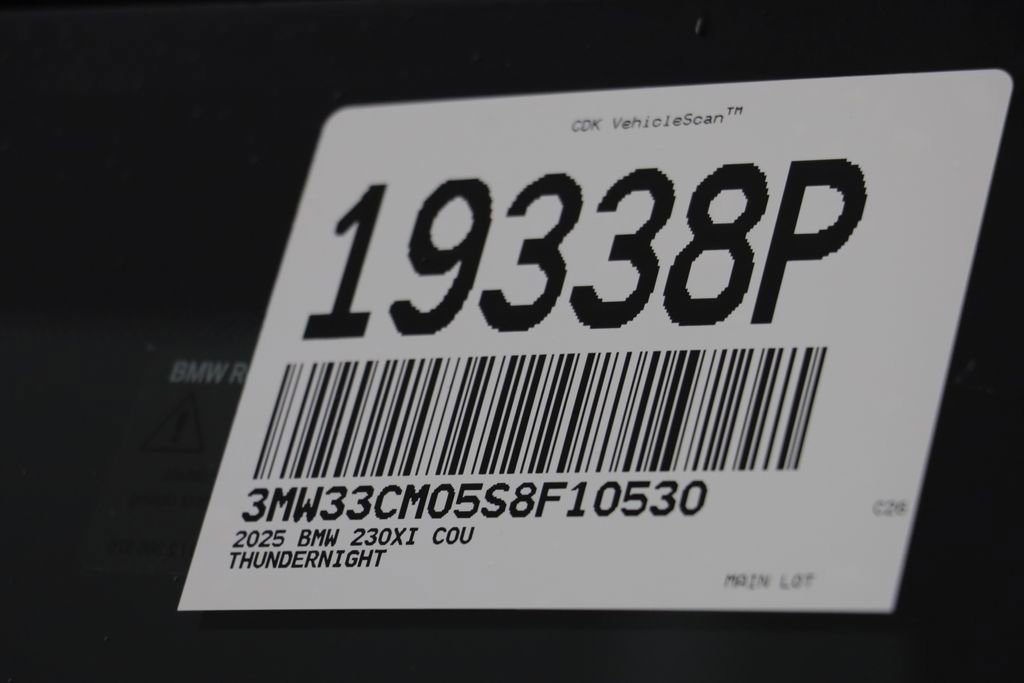 CDK VehicleScan™
19338P
BMW R
3MW33CM05S8F10530
C26
2025 BMW 230XI COU
THUNDERNIGHT
MAIN LOT